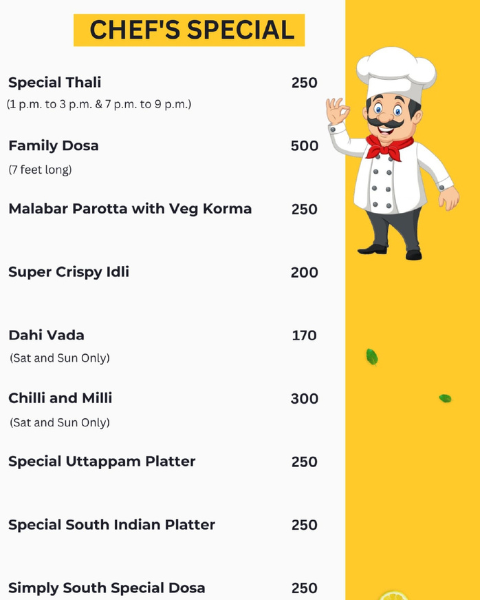 CHEF'S SPECIAL
Special Thali 250
(1 p.m. to 3 p.m. & 7 p.m. to 9 p.m.)
Family Dosa 500
(7 feet long)
Malabar Parotta with Veg Korma 250
Super Crispy Idli 200
Dahi Vada 170
(Sat and Sun Only)
Chilli and Milli 300
(Sat and Sun Only)
Special Uttappam Platter 250
Special South Indian Platter 250
Simply South Special Dosa 250